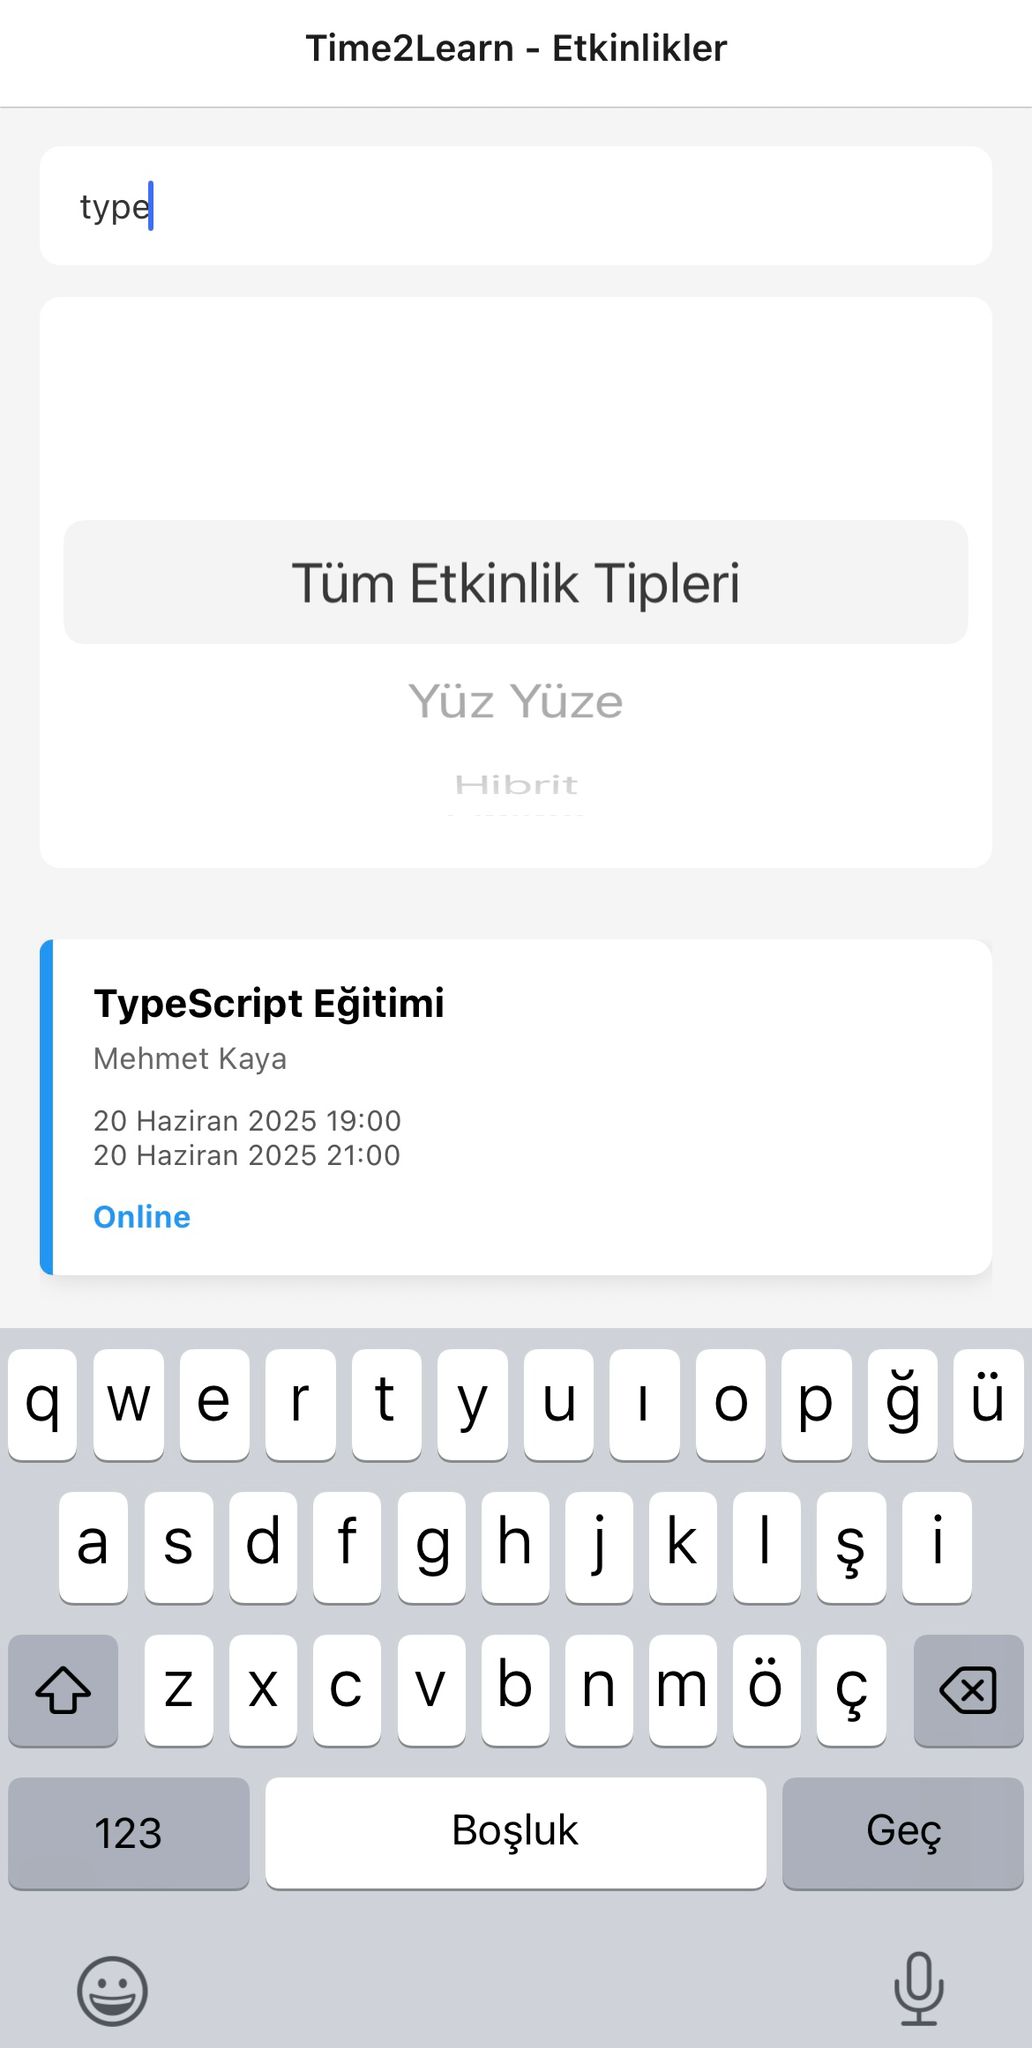 Time2Learn - Etkinlikler
type
Tüm Etkinlik Tipleri
Yüz Yüze
Hibrit
TypeScript Eğitimi
Mehmet Kaya
20 Haziran 2025 19:00
20 Haziran 2025 21:00
Online
q w e r t y u ı o p ğ ü
a s d f g h j k l ş i
z x c v b n m ö ç
123 Boşluk Geç